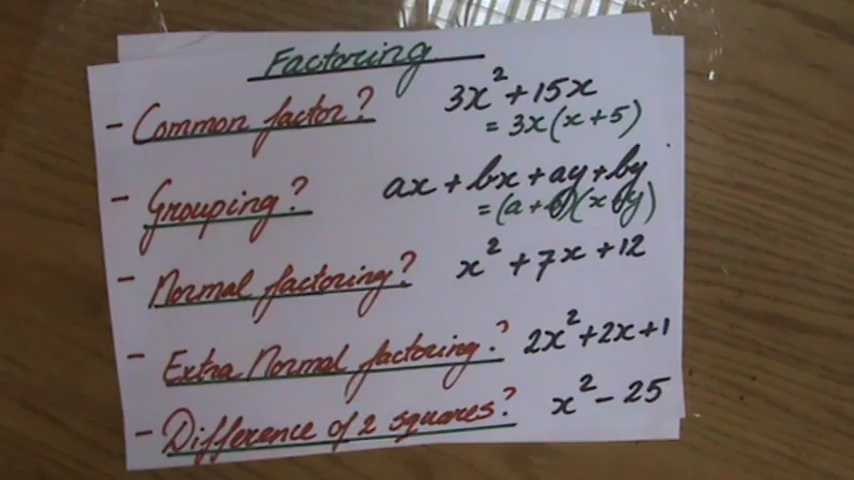 Factoring
- Common factor? 3x² + 15x
= 3x(x + 5)
- Grouping? ax + bx + ay + by
= (a + b)(x + y)
- Normal factoring? x² + 7x + 12
- Extra Normal factoring? 2x² + 2x + 1
- Difference of 2 squares? x² - 25